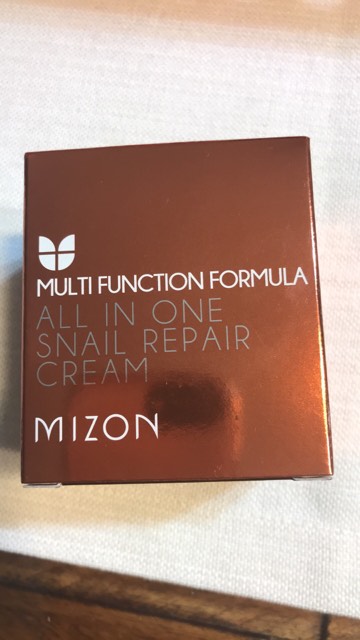 MULTI FUNCTION FORMULA
ALL IN ONE
SNAIL REPAIR
CREAM
MIZON